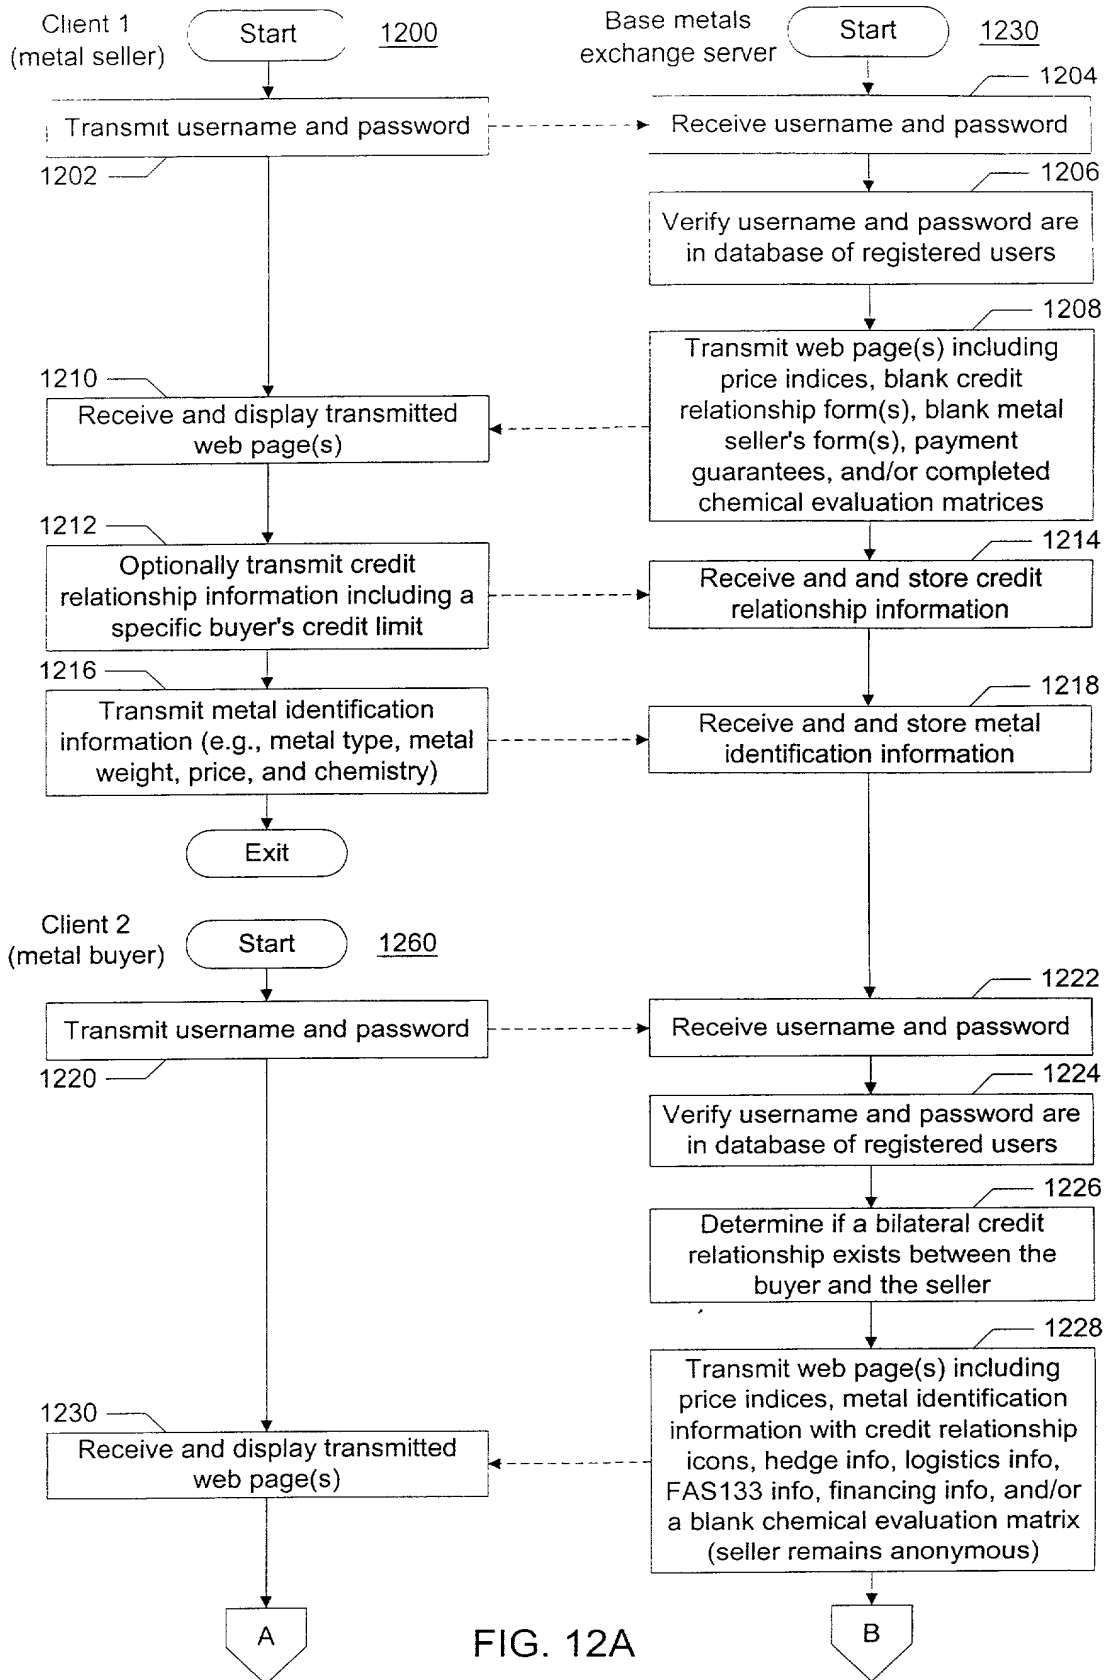 Client 1
(metal seller)
Start
1200
Base metals
exchange server
Start
1230
1204
Transmit username and password
Receive username and password
1202
1206
Verify username and password are
in database of registered users
1208
Transmit web page(s) including
price indices, blank credit
relationship form(s), blank metal
seller's form(s), payment
guarantees, and/or completed
chemical evaluation matrices
1210
Receive and display transmitted
web page(s)
1212
Optionally transmit credit
relationship information including a
specific buyer's credit limit
1214
Receive and and store credit
relationship information
1216
Transmit metal identification
information (e.g., metal type, metal
weight, price, and chemistry)
1218
Receive and and store metal
identification information
Exit
Client 2
(metal buyer)
Start
1260
1222
Transmit username and password
Receive username and password
1220
1224
Verify username and password are
in database of registered users
1226
Determine if a bilateral credit
relationship exists between the
buyer and the seller
1228
Transmit web page(s) including
price indices, metal identification
information with credit relationship
icons, hedge info, logistics info,
FAS133 info, financing info, and/or
a blank chemical evaluation matrix
(seller remains anonymous)
1230
Receive and display transmitted
web page(s)
A
FIG. 12A
B